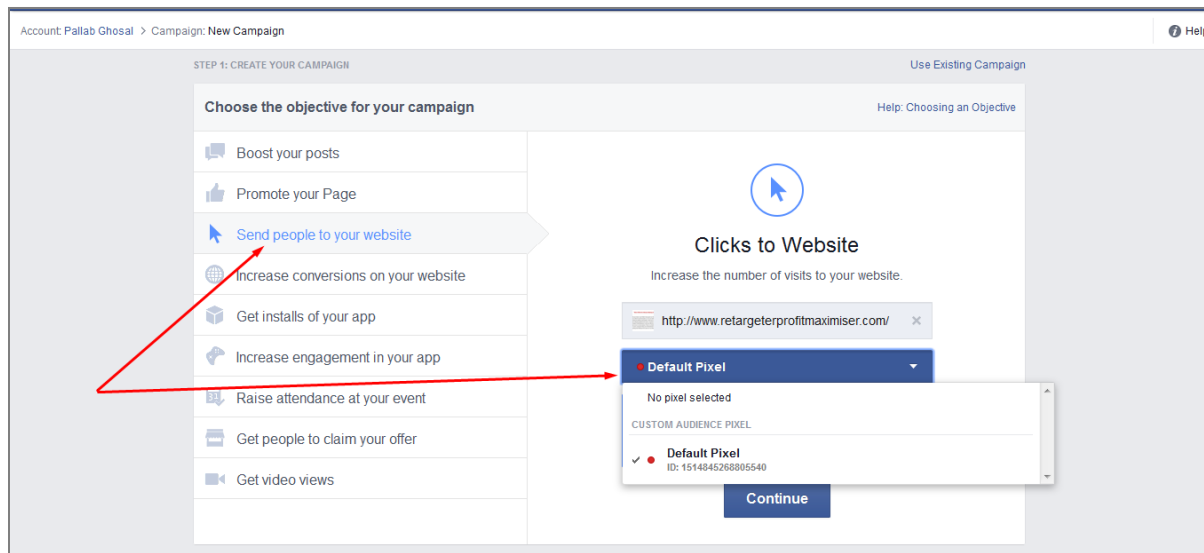 Account: Pallab Ghosal > Campaign: New Campaign
STEP 1: CREATE YOUR CAMPAIGN
Use Existing Campaign
Choose the objective for your campaign
Help: Choosing an Objective
Boost your posts
Promote your Page
Send people to your website
Increase conversions on your website
Get installs of your app
Increase engagement in your app
31
Raise attendance at your event
Get people to claim your offer
Get video views
Clicks to Website
Increase the number of visits to your website.
http://www.retargeterprofitmaximiser.com/
Default Pixel
No pixel selected
CUSTOM AUDIENCE PIXEL
Default Pixel
ID: 1514845268805540
Continue